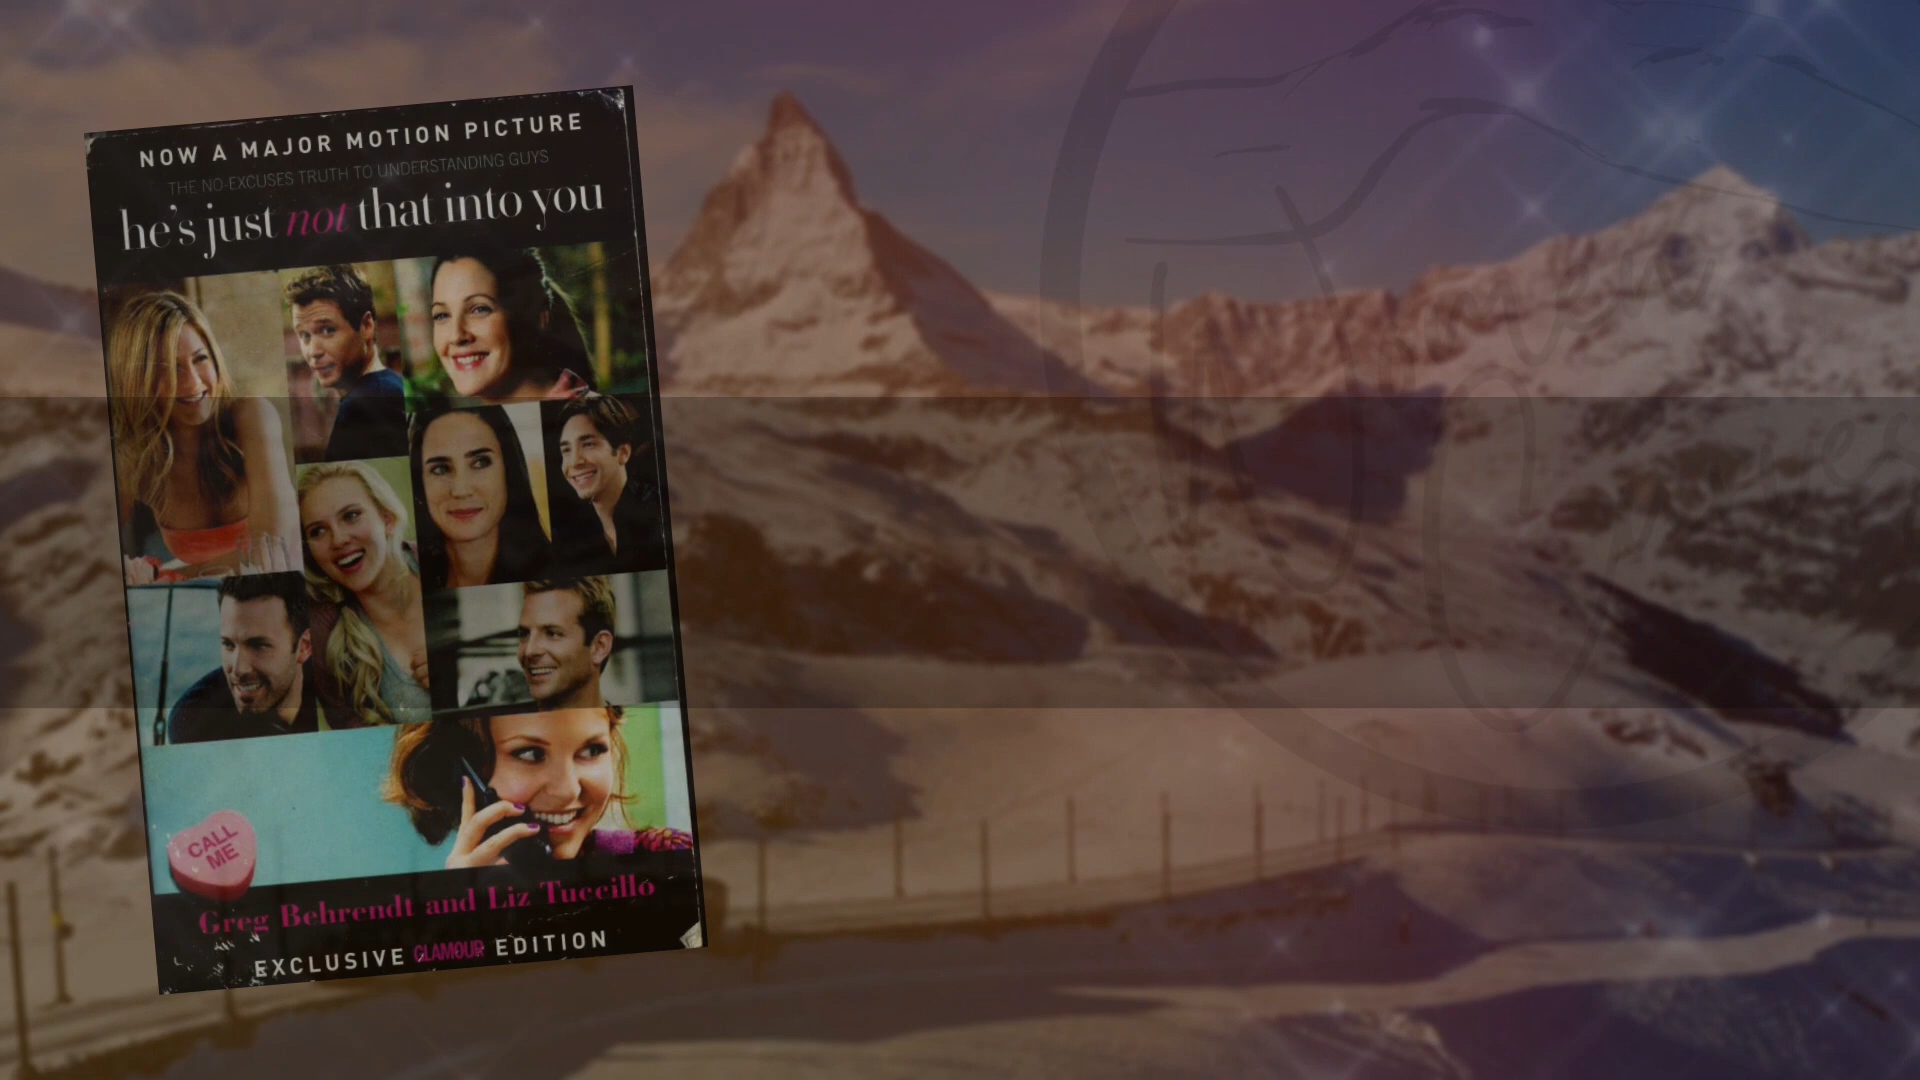 NOW A MAJOR MOTION PICTURE
THE NO-EXCUSES TRUTH TO UNDERSTANDING GUYS
he's just not that into you
CALL
ME
Greg Behrendt and Liz Tuccillo
EXCLUSIVE GLAMOUR EDITION